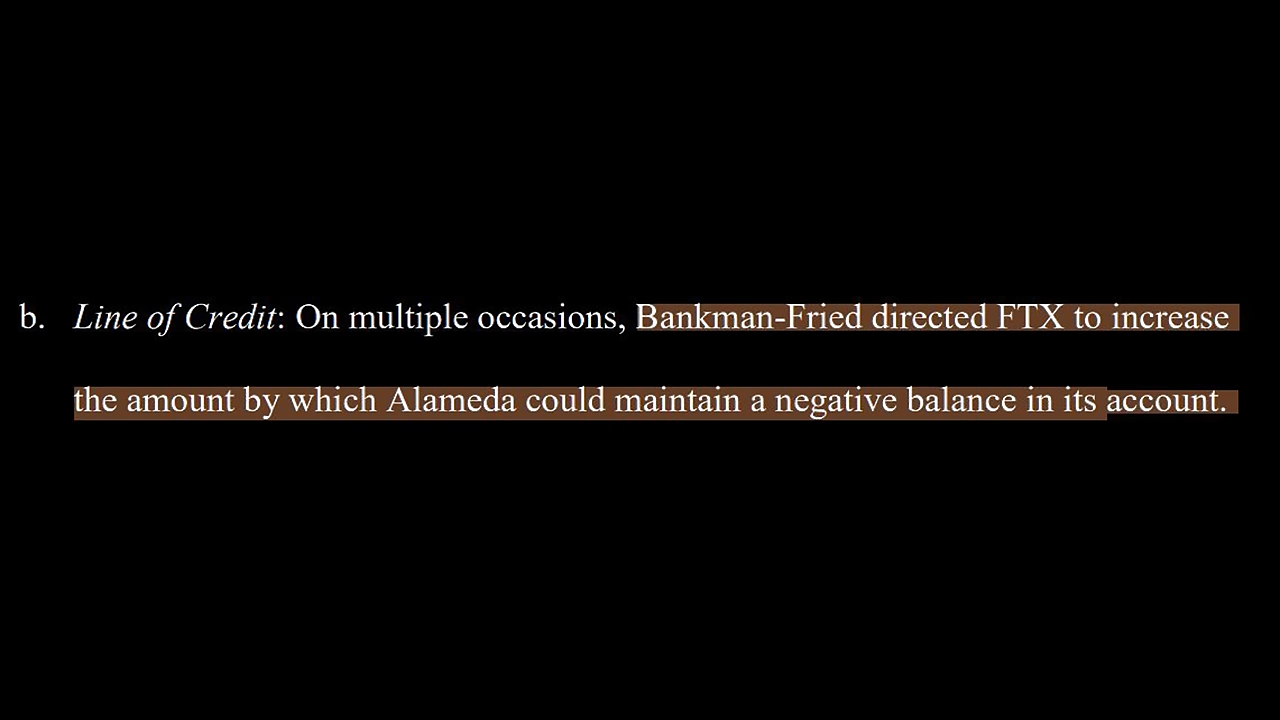 b. Line of Credit: On multiple occasions, Bankman-Fried directed FTX to increase
the amount by which Alameda could maintain a negative balance in its account.